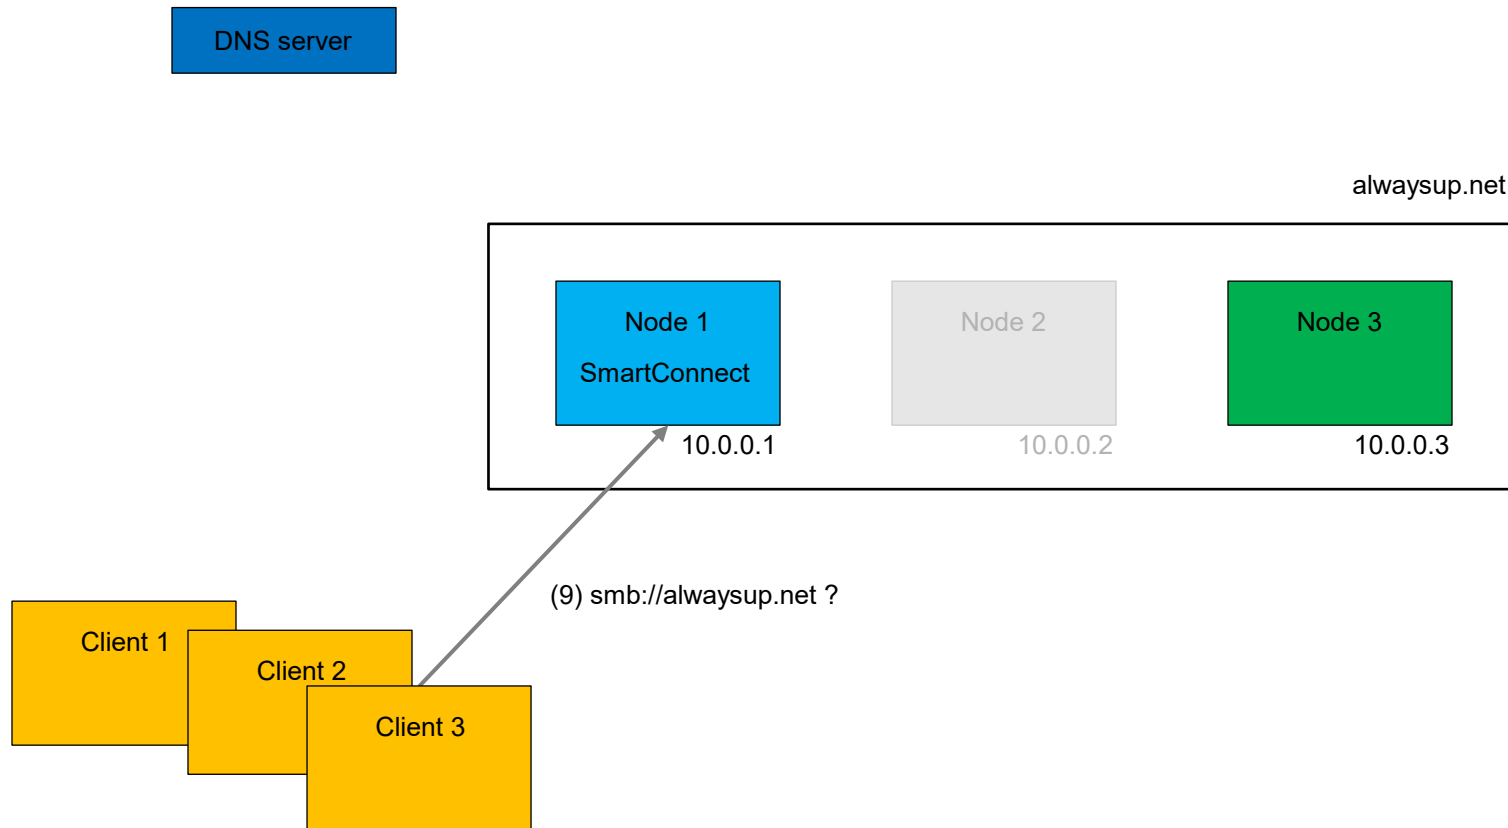 DNS server
alwaysup.net
Node 1
SmartConnect
10.0.0.1
Node 2
10.0.0.2
Node 3
10.0.0.3
(9) smb://alwaysup.net ?
Client 1
Client 2
Client 3